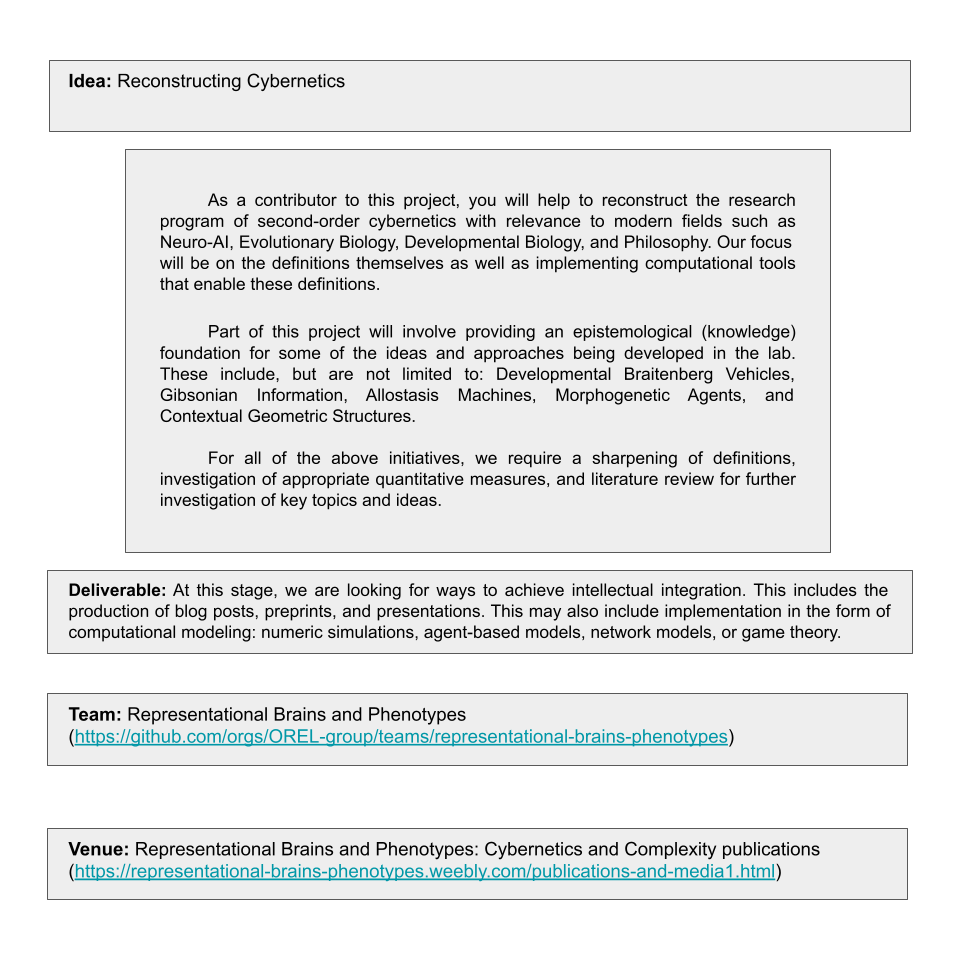 Idea: Reconstructing Cybernetics
As a contributor to this project, you will help to reconstruct the research
program of second-order cybernetics with relevance to modern fields such as
Neuro-AI, Evolutionary Biology, Developmental Biology, and Philosophy. Our focus
will be on the definitions themselves as well as implementing computational tools
that enable these definitions.
Part of this project will involve providing an epistemological (knowledge)
foundation for some of the ideas and approaches being developed in the lab.
These include, but are not limited to: Developmental Braitenberg Vehicles,
Gibsonian Information, Allostasis Machines, Morphogenetic Agents, and
Contextual Geometric Structures.
For all of the above initiatives, we require a sharpening of definitions,
investigation of appropriate quantitative measures, and literature review for further
investigation of key topics and ideas.
Deliverable: At this stage, we are looking for ways to achieve intellectual integration. This includes the
production of blog posts, preprints, and presentations. This may also include implementation in the form of
computational modeling: numeric simulations, agent-based models, network models, or game theory.
Team: Representational Brains and Phenotypes
(https://github.com/orgs/OREL-group/teams/representational-brains-phenotypes)
Venue: Representational Brains and Phenotypes: Cybernetics and Complexity publications
(https://representational-brains-phenotypes.weebly.com/publications-and-media1.html)